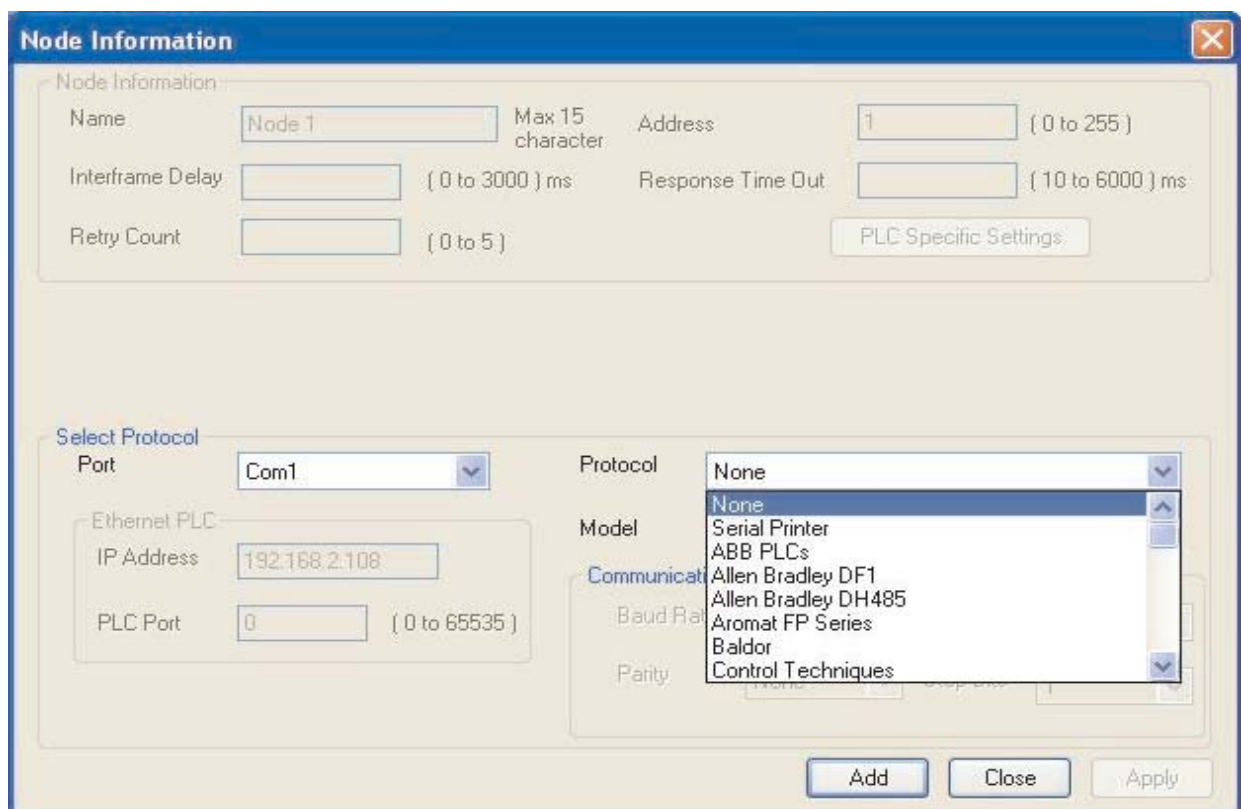 Node Information
Node Information
Name
Node 1
Max 15
character
Address
1
( 0 to 255 )
Interframe Delay
( 0 to 3000 ) ms
Response Time Out
( 10 to 6000 ) ms
Retry Count
( 0 to 5 )
PLC Specific Settings
Select Protocol
Port
Com1
Protocol
None
None
Serial Printer
ABB PLCs
Allen Bradley DF1
Allen Bradley DH485
Aromat FP Series
Baldor
Control Techniques
Ethernet PLC
IP Address
192.168.2.108
PLC Port
0
( 0 to 65535 )
Model
Communicati
Baud Rat
Parity
Add
Close
Apply